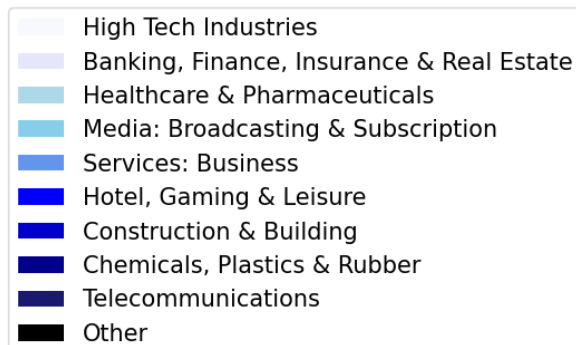 High Tech Industries
Banking, Finance, Insurance & Real Estate
Healthcare & Pharmaceuticals
Media: Broadcasting & Subscription
Services: Business
Hotel, Gaming & Leisure
Construction & Building
Chemicals, Plastics & Rubber
Telecommunications
Other